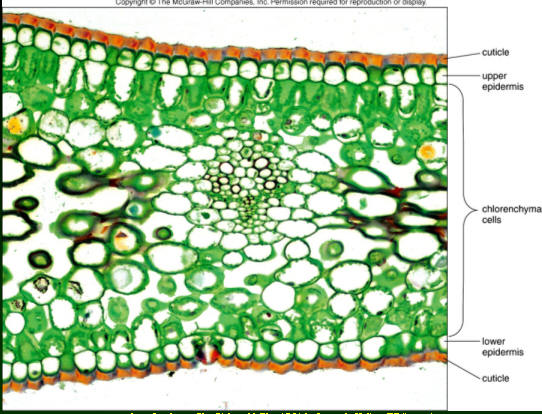 Copyright © The McGraw-Hill Companies, Inc. Permission required for reproduction or display.
cuticle
upper
epidermis
chlorenchyma
cells
lower
epidermis
cuticle